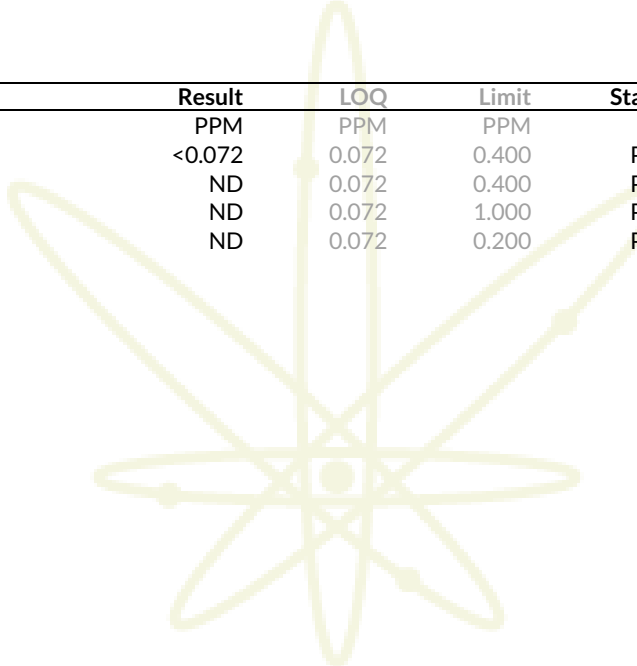 Result LOQ Limit Sta
PPM PPM PPM
<0.072 0.072 0.400 P
ND 0.072 0.400 P
ND 0.072 1.000 P
ND 0.072 0.200 P